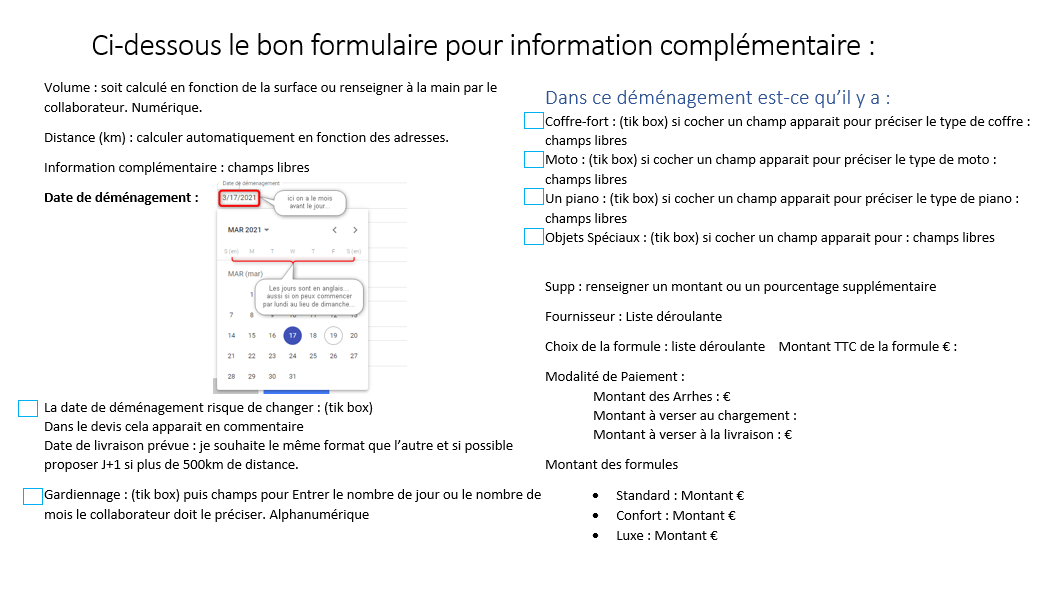 Ci-dessous le bon formulaire pour information complémentaire :
Volume : soit calculé en fonction de la surface ou renseigner à la main par le
collaborateur. Numérique.
Distance (km) : calculer automatiquement en fonction des adresses.
Information complémentaire : champs libres
Date de déménagement :
Date de déménagement
3/17/2021
ici on a le mois
avant le jour...
MAR 2021
S (en) M T W T F S (en)
MAR (mar)
Les jours sont en anglais...
aussi si on peux commencer
par lundi au lieu de dimanche...
1
7 8 9 10 11 12 13
14 15 16 17 18 19 20
21 22 23 24 25 26 27
28 29 30 31
La date de déménagement risque de changer : (tik box)
Dans le devis cela apparait en commentaire
Date de livraison prévue : je souhaite le même format que l’autre et si possible
proposer J+1 si plus de 500km de distance.
Gardiennage : (tik box) puis champs pour Entrer le nombre de jour ou le nombre de
mois le collaborateur doit le préciser. Alphanumérique
Dans ce déménagement est-ce qu’il y a :
Coffre-fort : (tik box) si cocher un champ apparait pour préciser le type de coffre :
champs libres
Moto : (tik box) si cocher un champ apparait pour préciser le type de moto :
champs libres
Un piano : (tik box) si cocher un champ apparait pour préciser le type de piano :
champs libres
Objets Spéciaux : (tik box) si cocher un champ apparait pour : champs libres
Supp : renseigner un montant ou un pourcentage supplémentaire
Fournisseur : Liste déroulante
Choix de la formule : liste déroulante Montant TTC de la formule € :
Modalité de Paiement :
Montant des Arrhes : €
Montant à verser au chargement :
Montant à verser à la livraison : €
Montant des formules
• Standard : Montant €
• Confort : Montant €
• Luxe : Montant €